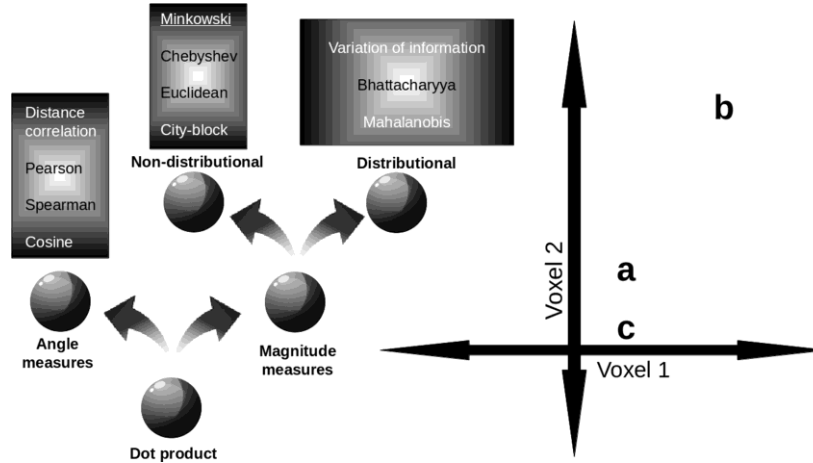 Minkowski
Chebyshev
Euclidean
City-block
Non-distributional
Variation of information
Bhattacharyya
Mahalanobis
Distributional
Distance
correlation
Pearson
Spearman
Cosine
Angle
measures
Magnitude
measures
Dot product
b
Voxel 2
a
c
Voxel 1